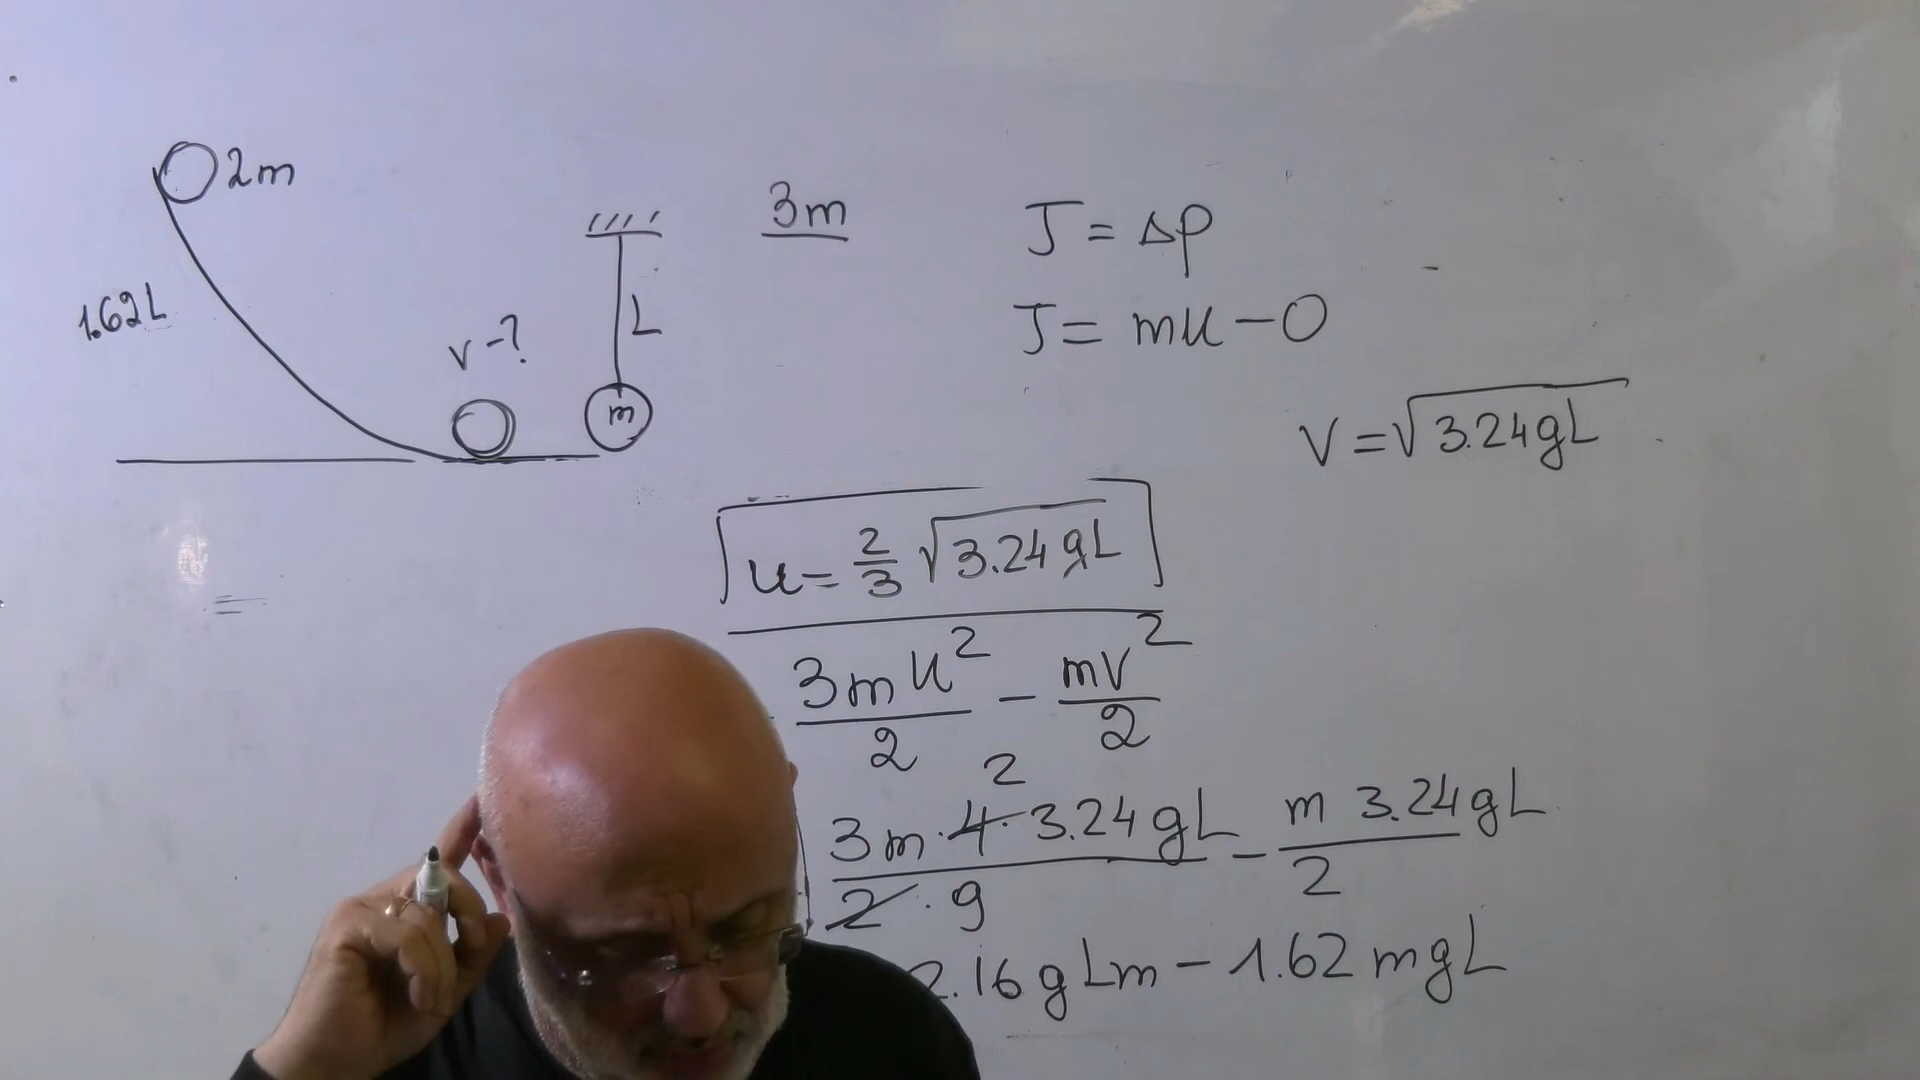 2m
1.62L
v-?
L
m
3m
J = Δp
J = mu - 0
V = √3.24gL
u = 2/3 √3.24gL
3mu²/2 - mv²/2
3m·4·3.24gL/2·9 - m 3.24gL/2
2
2.16gLm - 1.62mgL